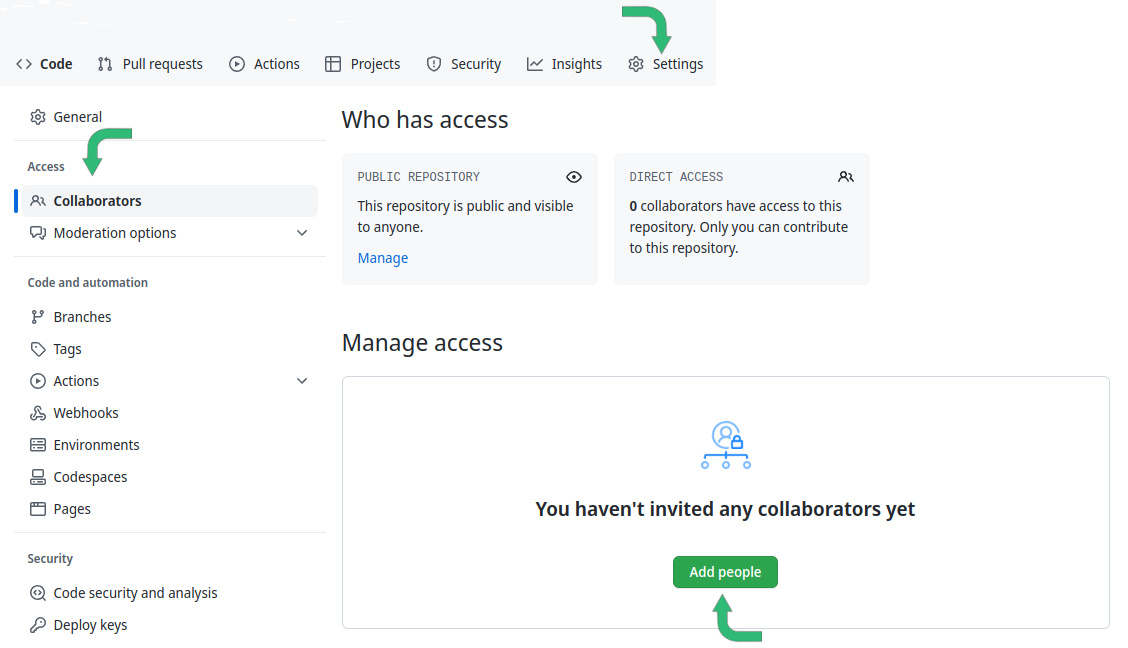 Code
Pull requests
Actions
Projects
Security
Insights
Settings
General
Access
Collaborators
Moderation options
Code and automation
Branches
Tags
Actions
Webhooks
Environments
Codespaces
Pages
Security
Code security and analysis
Deploy keys
Who has access
PUBLIC REPOSITORY
This repository is public and visible
to anyone.
Manage
DIRECT ACCESS
0 collaborators have access to this
repository. Only you can contribute
to this repository.
Manage access
You haven't invited any collaborators yet
Add people